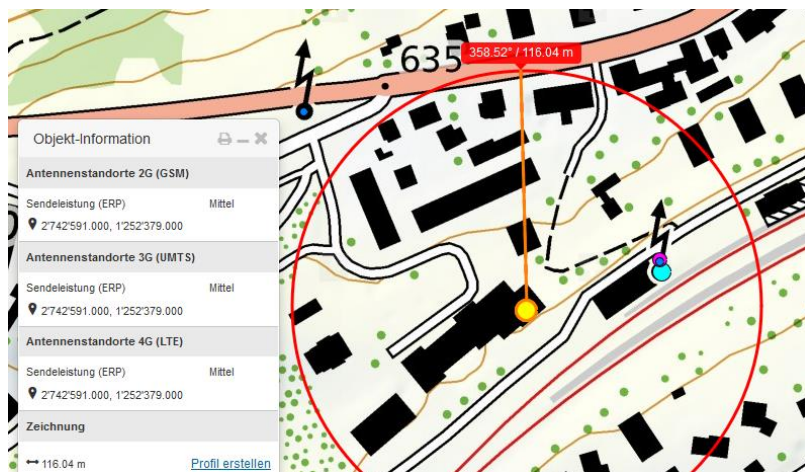 635
358.52° / 116.04 m
Objekt-Information
Antennenstandorte 2G (GSM)
Sendeleistung (ERP) Mittel
2'742'591.000, 1'252'379.000
Antennenstandorte 3G (UMTS)
Sendeleistung (ERP) Mittel
2'742'591.000, 1'252'379.000
Antennenstandorte 4G (LTE)
Sendeleistung (ERP) Mittel
2'742'591.000, 1'252'379.000
Zeichnung
116.04 m Profil erstellen